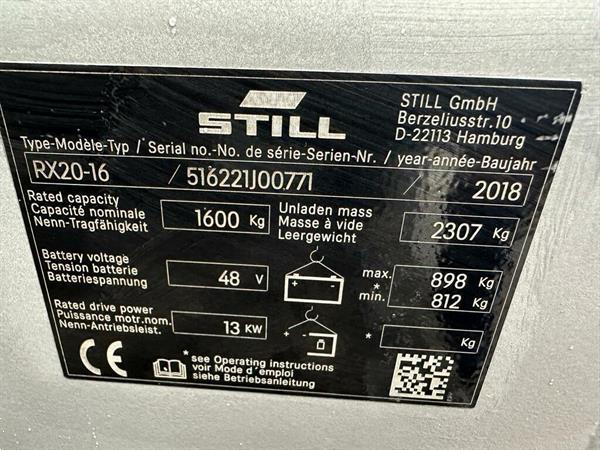 STILL
STILL GmbH
Berzeliusstr.10
D-22113 Hamburg
Type-Modèle-Typ / Serial no.-No. de série-Serien-Nr. / year-année-Baujahr
RX20-16 / 516221J00771 / 2018
Rated capacity
Capacité nominale
Nenn-Tragfähigkeit
1600 Kg
Unladen mass
Masse à vide
Leergewicht
2307 Kg
Battery voltage
Tension batterie
Batteriespannung
48 V
max.
* min.
898 Kg
812 Kg
Rated drive power
Puissance motr.nom.
Nenn-Antriebsleist.
13 KW
* Kg
CE
*see Operating instructions
voir Mode d'émploi
siehe Betriebsanleitung